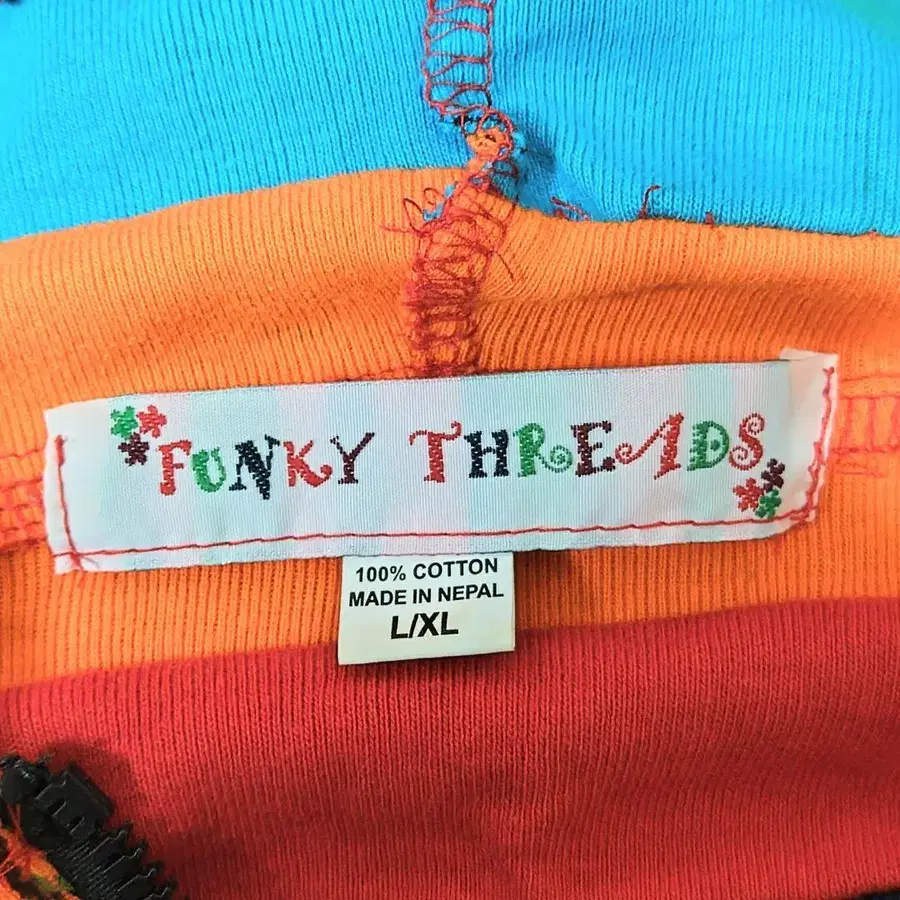 FUNKY THREADS
100% COTTON
MADE IN NEPAL
L/XL